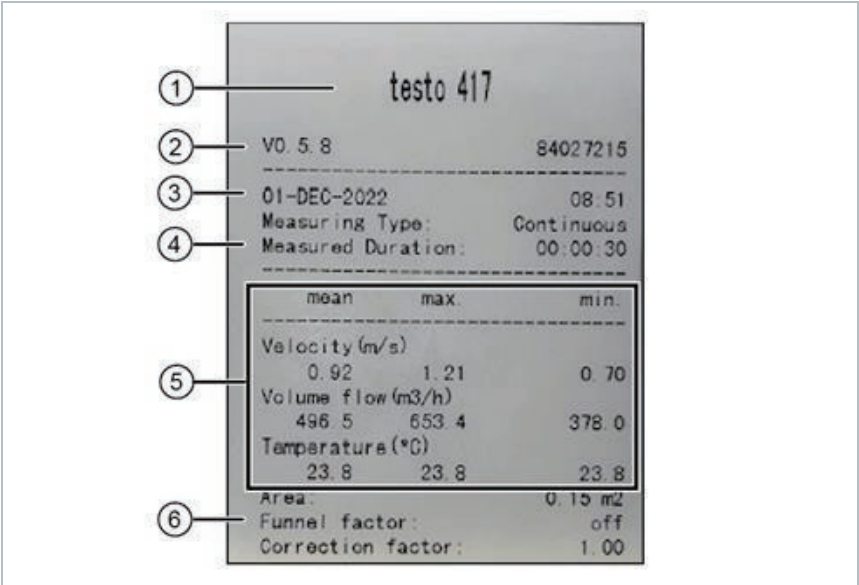 testo 417
① 
② V0.5.8 84027215
③ 01-DEC-2022 08:51
Measuring Type: Continuous
④ Measured Duration: 00:00:30
mean max. min.
Velocity(m/s)
⑤ 0.92 1.21 0.70
Volume flow(m3/h)
496.5 653.4 378.0
Temperature(°C)
23.8 23.8 23.8
Area: 0.15 m2
⑥ Funnel factor: off
Correction factor: 1.00